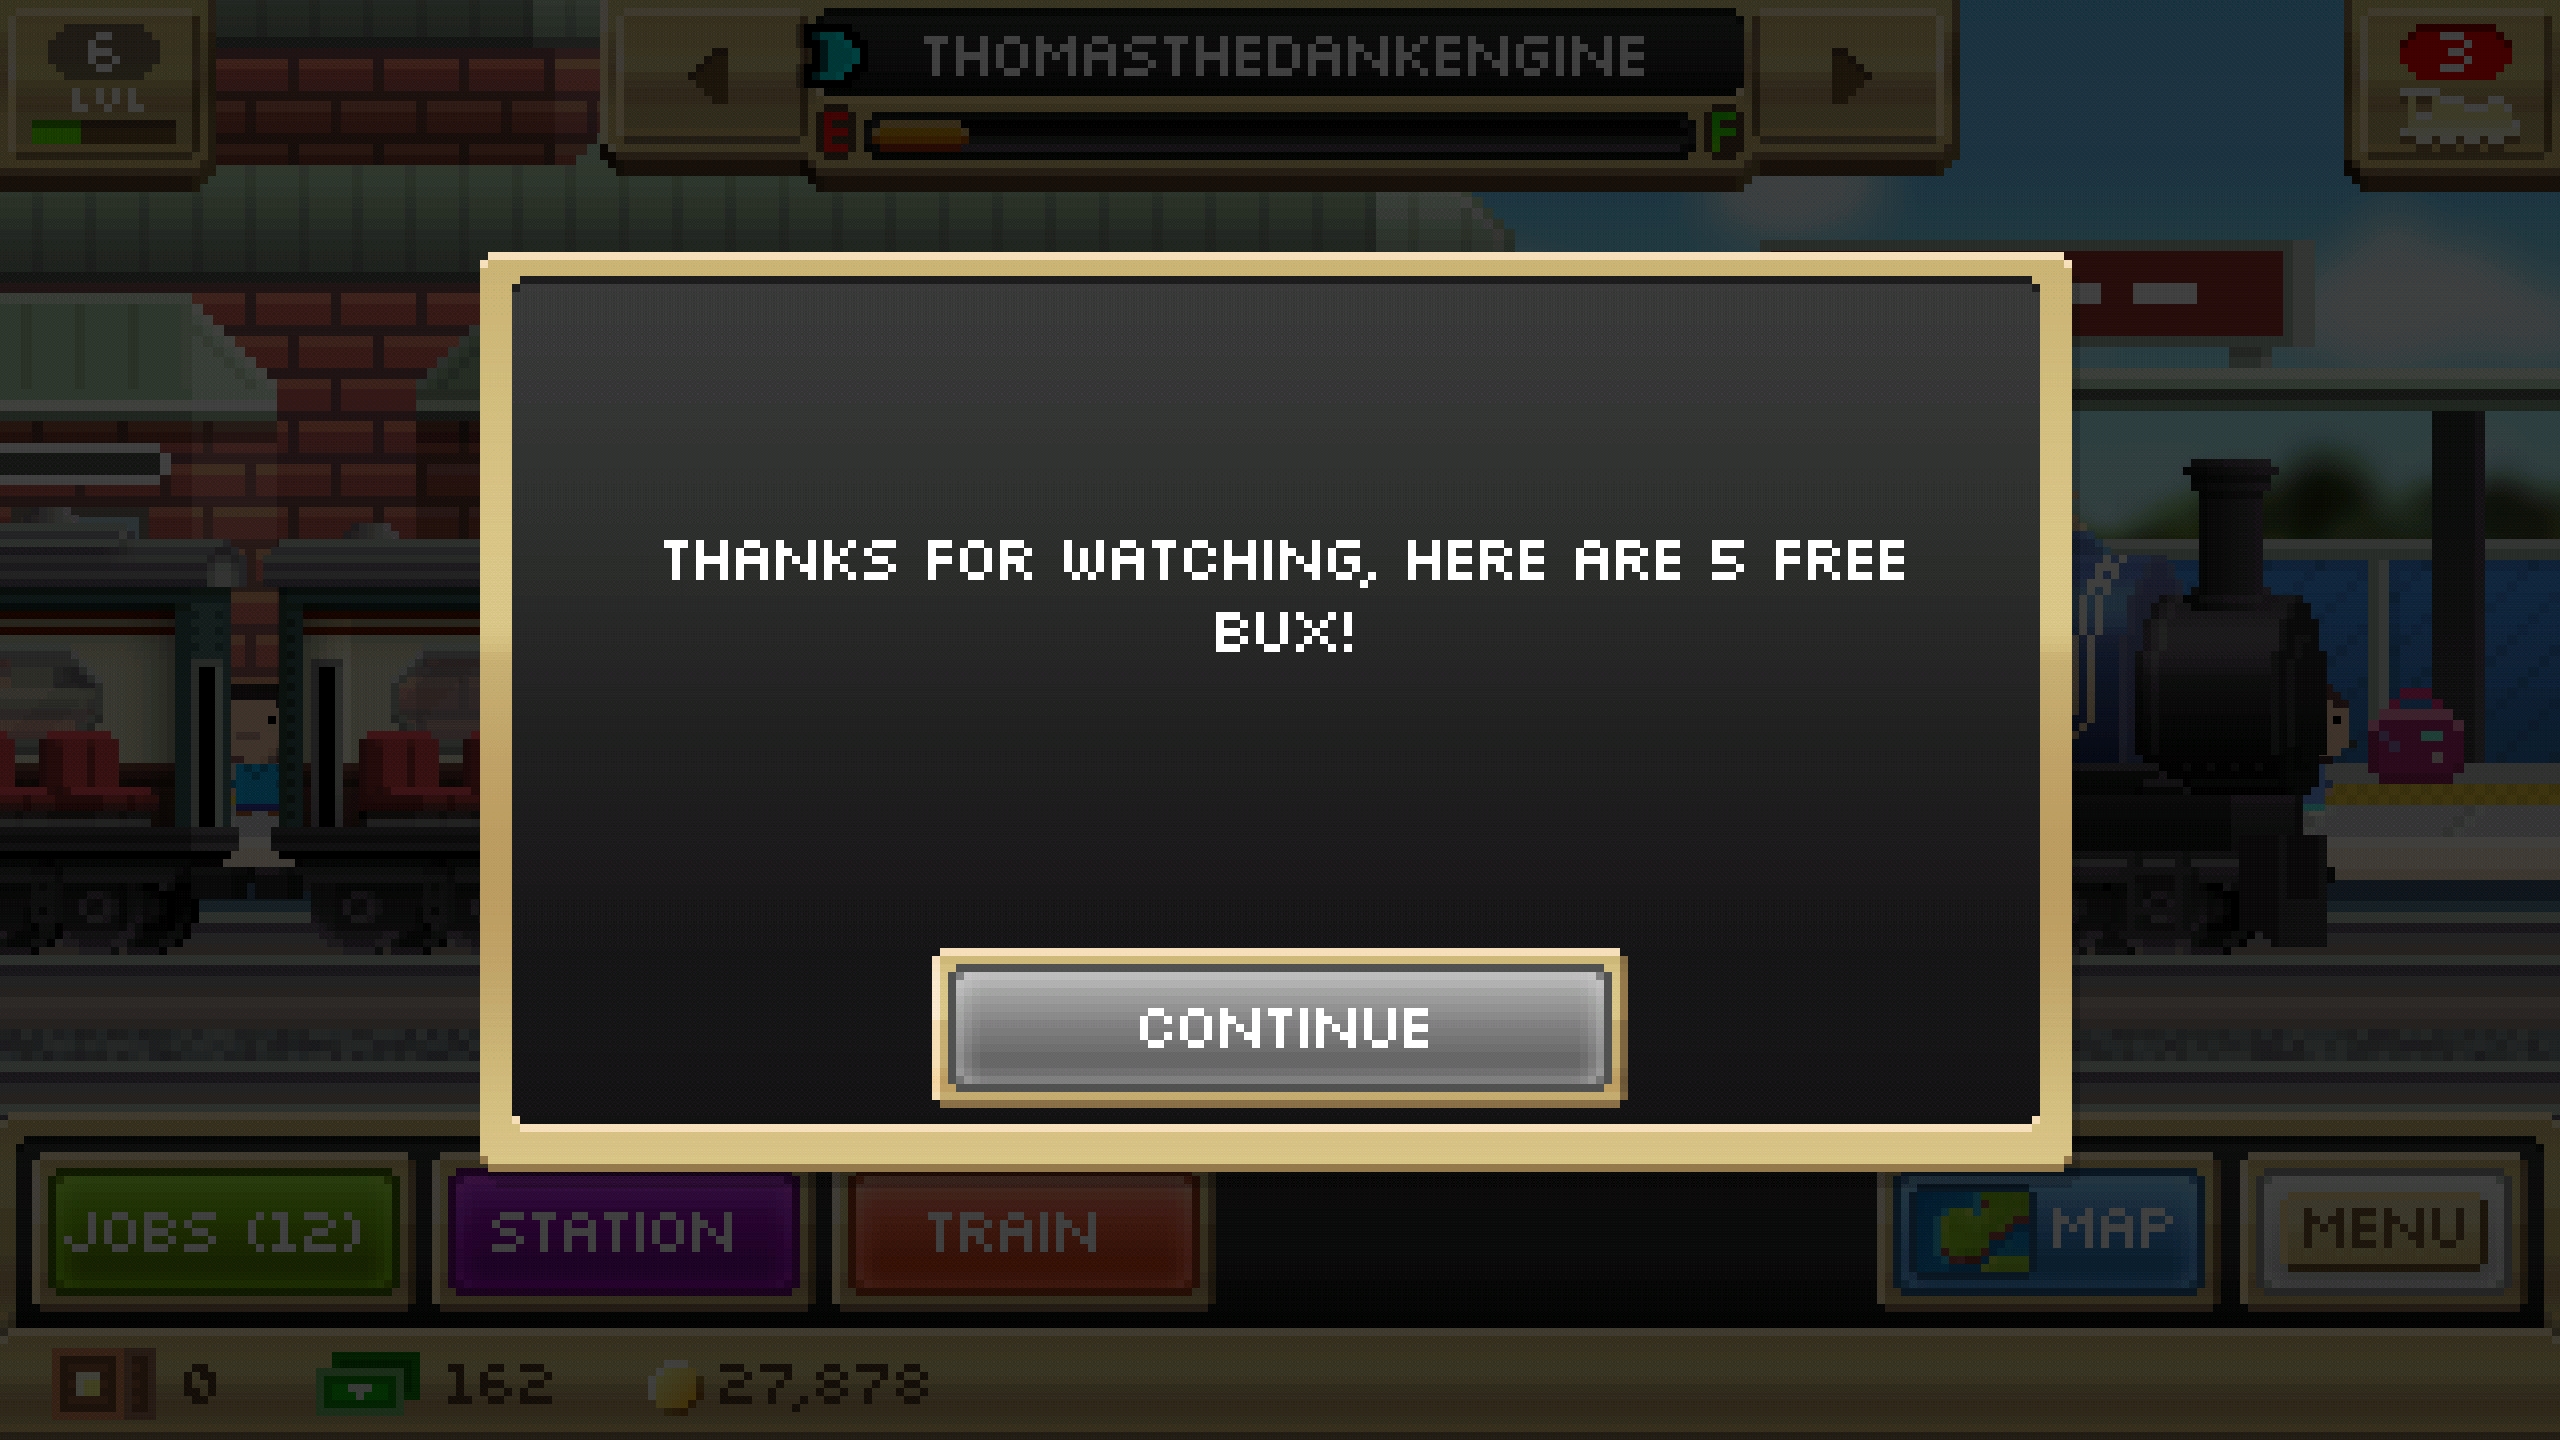 6
LVL
THOMASTHEDANKENGINE
E F
3
THANKS FOR WATCHING, HERE ARE 5 FREE
BUX!
CONTINUE
JOBS (12) STATION TRAIN MAP MENU
0 162 27,878